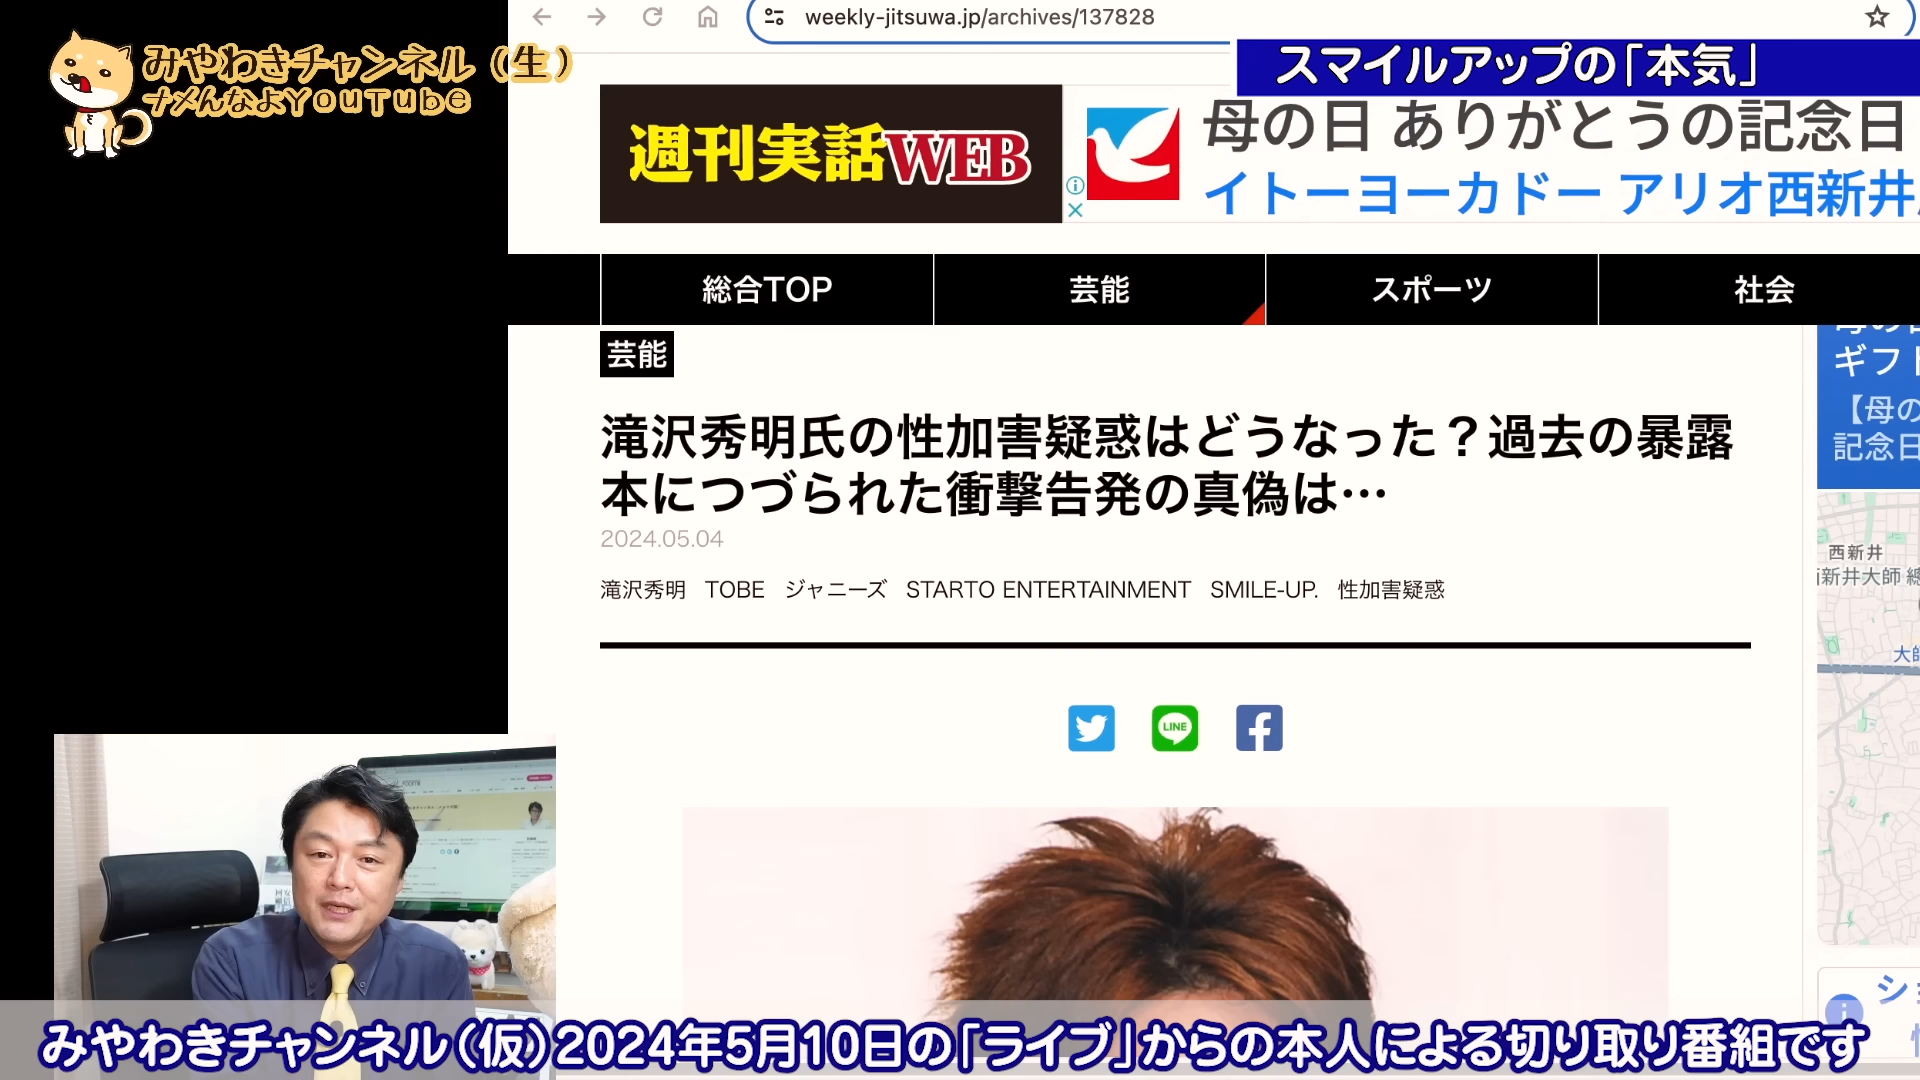 みやわきチャンネル（生）
ナメんなよYouTube
weekly-jitsuwa.jp/archives/137828
スマイルアップの「本気」
週刊実話WEB
母の日 ありがとうの記念日
イトーヨーカドー アリオ西新井
総合TOP
芸能
スポーツ
社会
芸能
滝沢秀明氏の性加害疑惑はどうなった？過去の暴露
本につづられた衝撃告発の真偽は…
2024.05.04
滝沢秀明 TOBE ジャニーズ STARTO ENTERTAINMENT SMILE-UP. 性加害疑惑
LINE
ギフト
【母の
記念日
西新井
新井大師
みやわきチャンネル（仮）2024年5月10日の「ライブ」からの本人による切り取り番組です